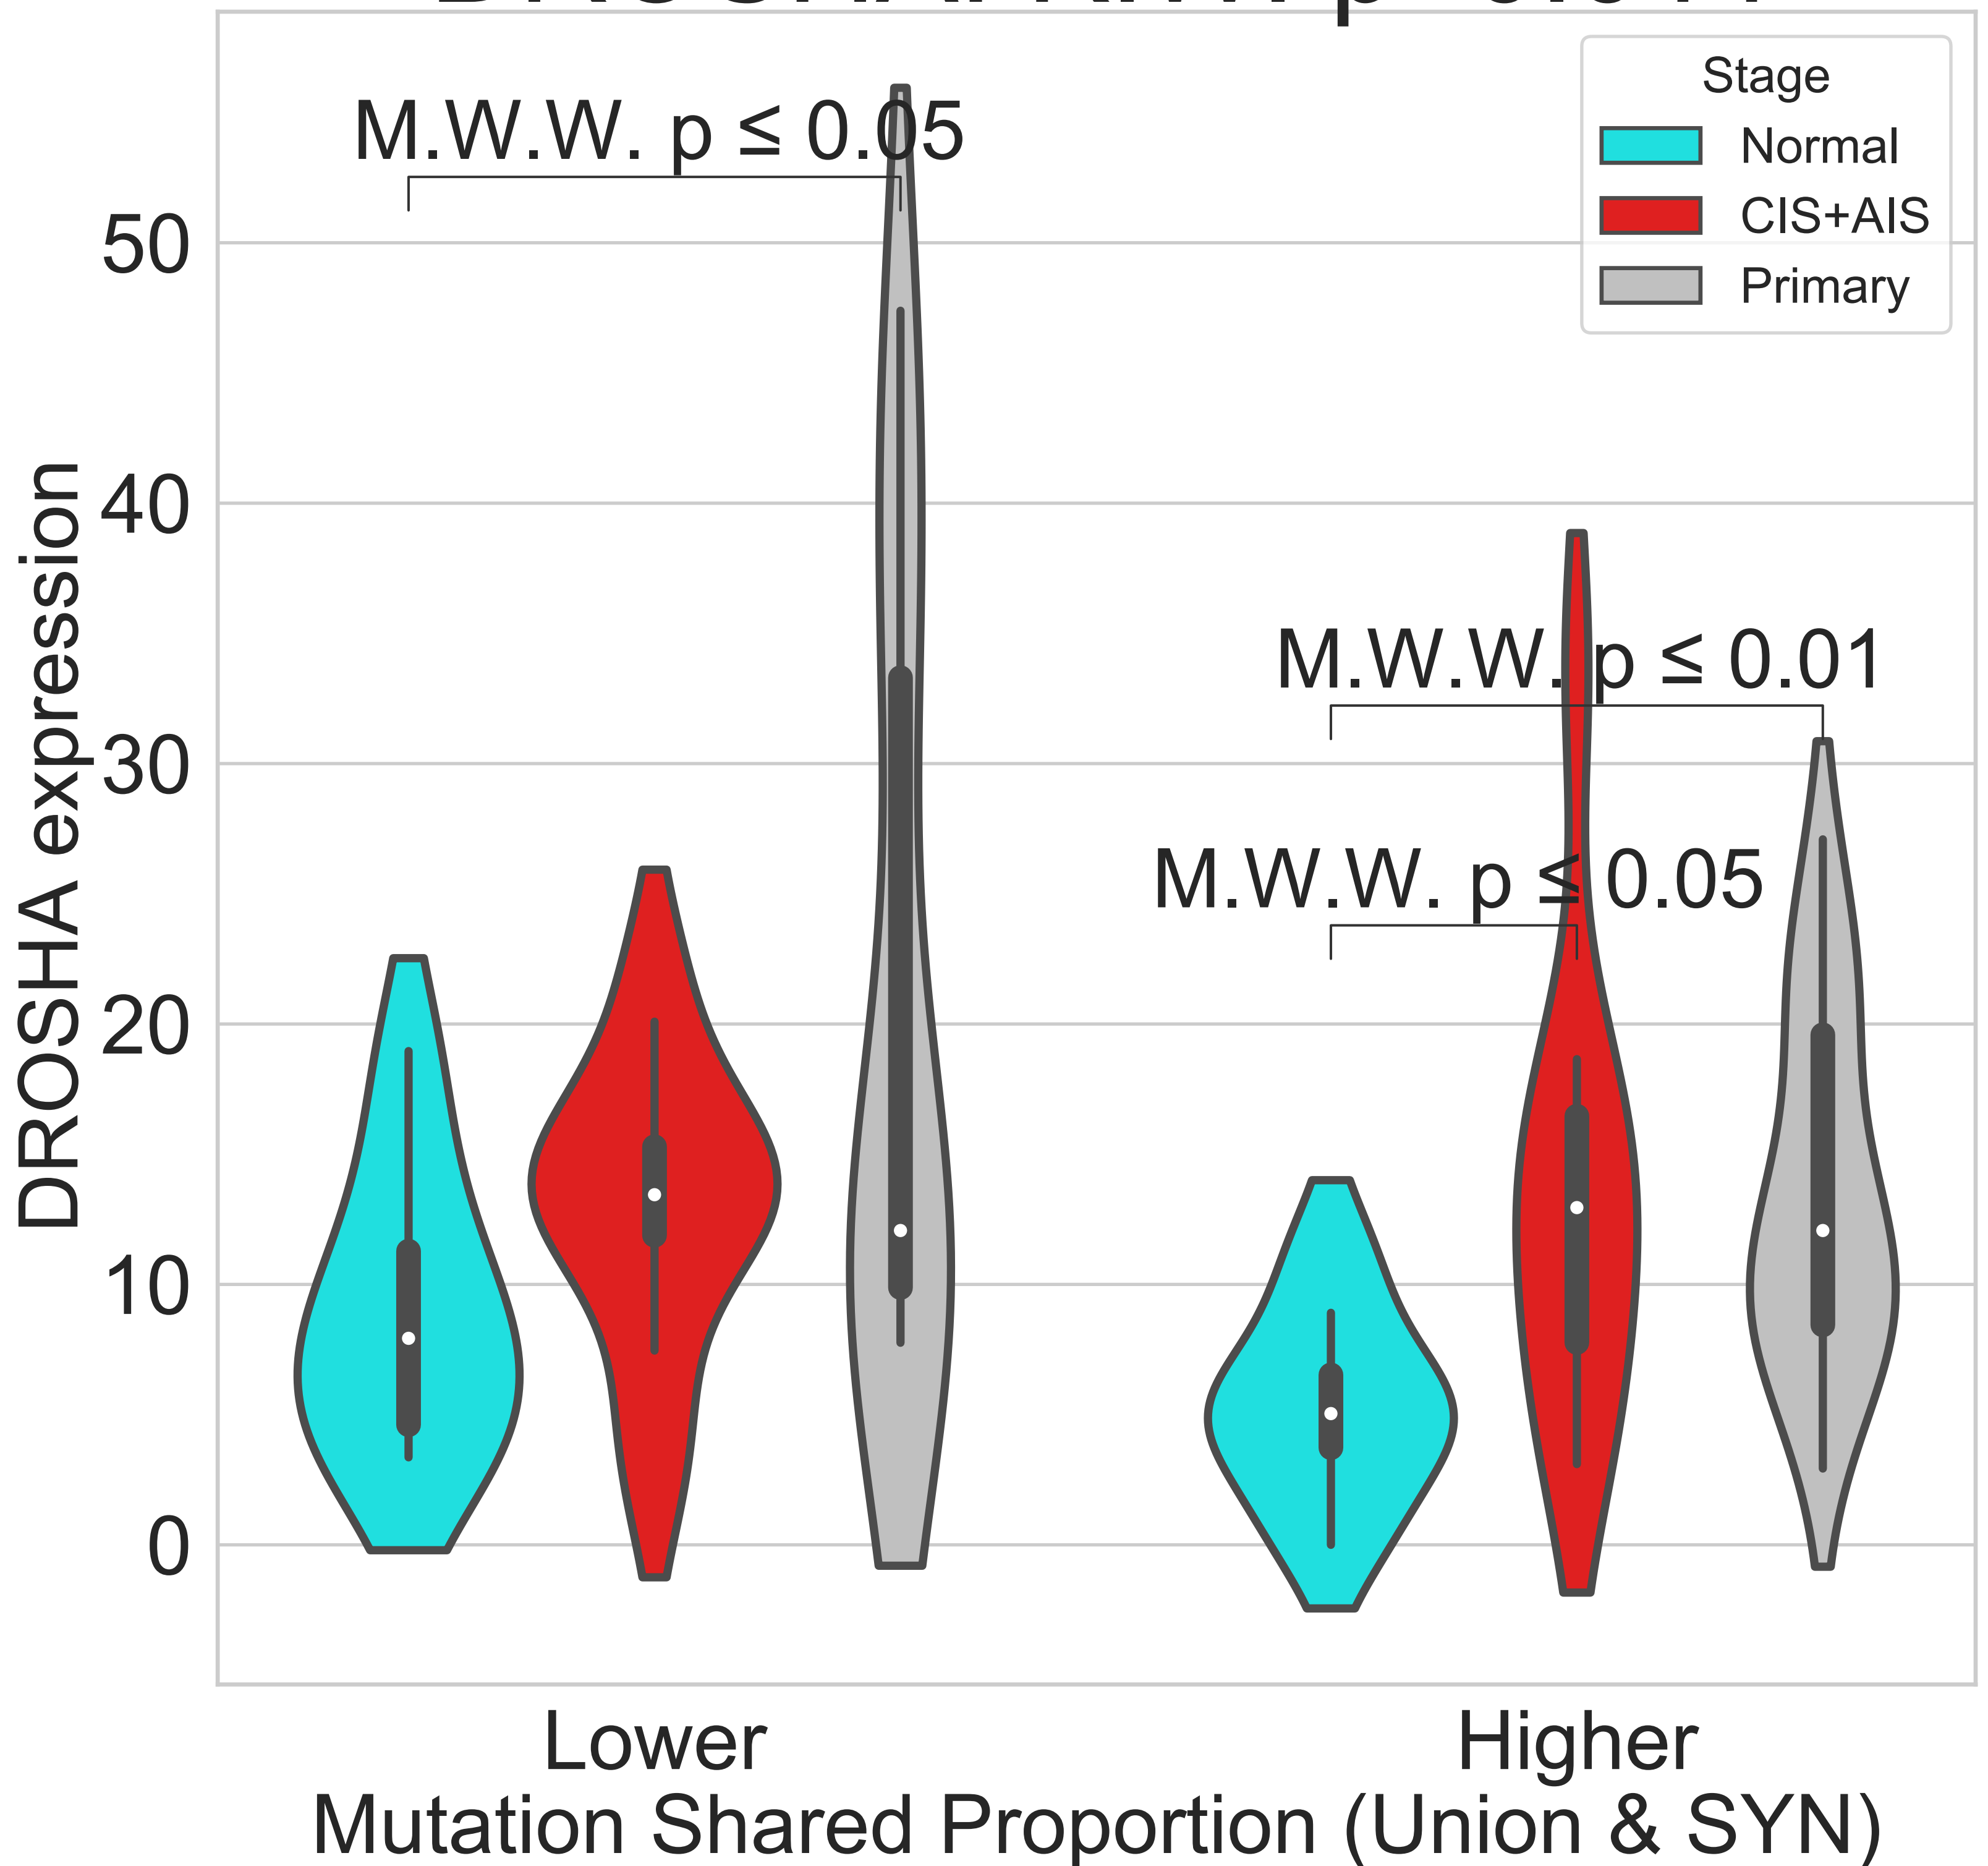 Stage
Normal
CIS+AIS
Primary
M.W.W. p ≤ 0.05
M.W.W. p ≤ 0.01
M.W.W. p ≤ 0.05
50
40
30
20
10
0
DROSHA expression
Lower
Higher
Mutation Shared Proportion (Union & SYN)